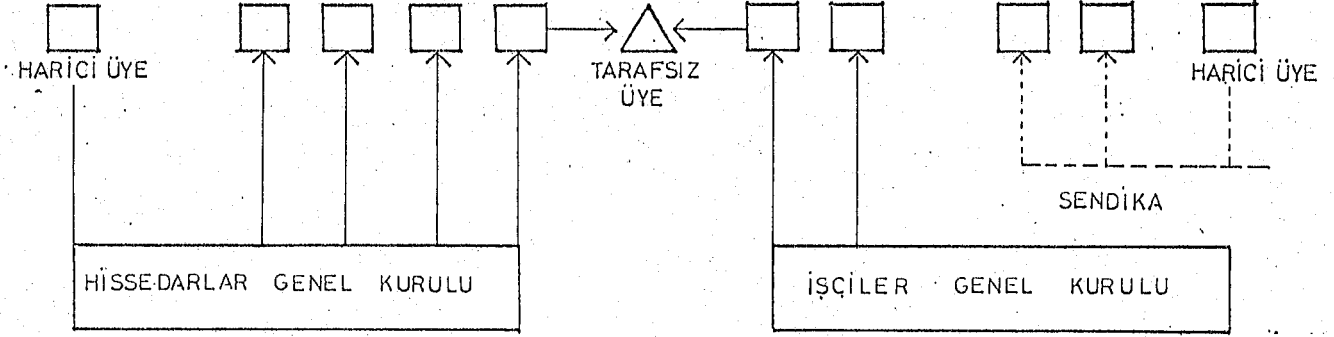 HARİCİ ÜYE
TARAFSIZ
ÜYE
HARİCİ ÜYE
SENDİKA
HİSSEDARLAR GENEL KURULU
İŞÇİLER GENEL KURULU